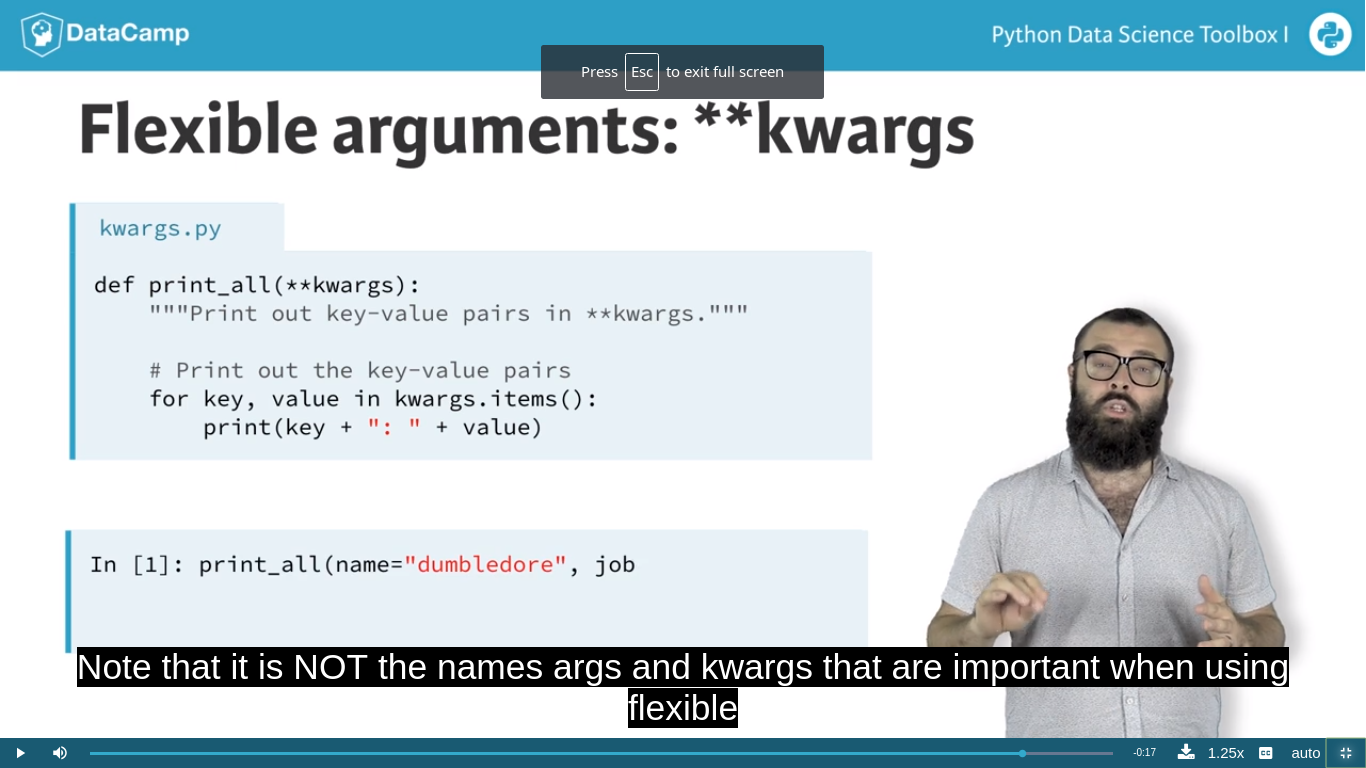 DataCamp
Python Data Science Toolbox I
Press Esc to exit full screen
Flexible arguments: **kwargs
kwargs.py
def print_all(**kwargs):
    """Print out key-value pairs in **kwargs."""
    # Print out the key-value pairs
    for key, value in kwargs.items():
        print(key + ": " + value)
In [1]: print_all(name="dumbledore", job
Note that it is NOT the names args and kwargs that are important when using
flexible
-0:17
1.25x
CC
auto